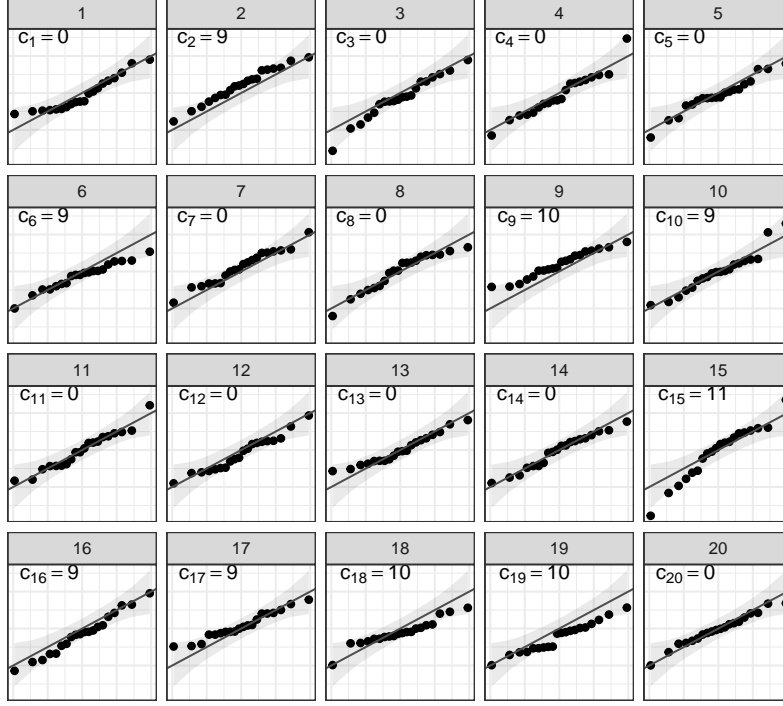 1 2 3 4 5
c₁ = 0 c₂ = 9 c₃ = 0 c₄ = 0 c₅ = 0
6 7 8 9 10
c₆ = 9 c₇ = 0 c₈ = 0 c₉ = 10 c₁₀ = 9
11 12 13 14 15
c₁₁ = 0 c₁₂ = 0 c₁₃ = 0 c₁₄ = 0 c₁₅ = 11
16 17 18 19 20
c₁₆ = 9 c₁₇ = 9 c₁₈ = 10 c₁₉ = 10 c₂₀ = 0